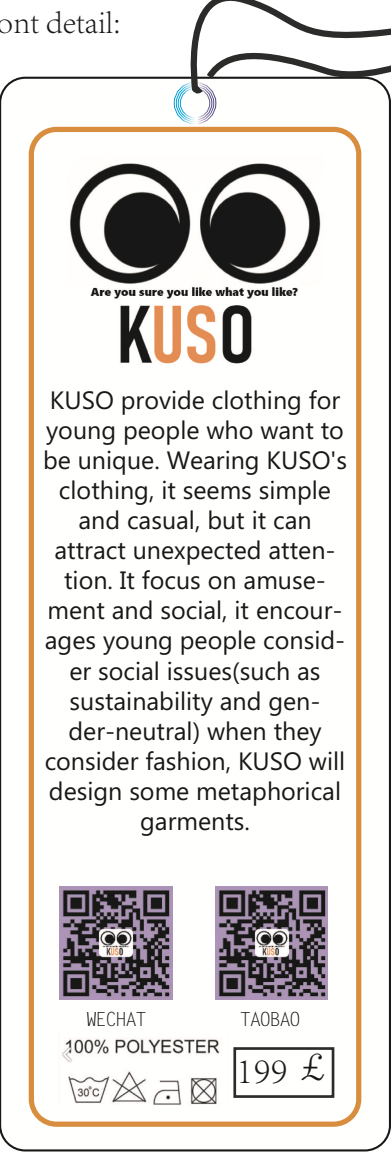 ont detail:
Are you sure you like what you like?
KUSO
KUSO provide clothing for
young people who want to
be unique. Wearing KUSO's
clothing, it seems simple
and casual, but it can
attract unexpected atten-
tion. It focus on amuse-
ment and social, it encour-
ages young people consid-
er social issues(such as
sustainability and gen-
der-neutral) when they
consider fashion, KUSO will
design some metaphorical
garments.
KUSO
KUSO
WECHAT
TAOBAO
100% POLYESTER
30°C
199 £